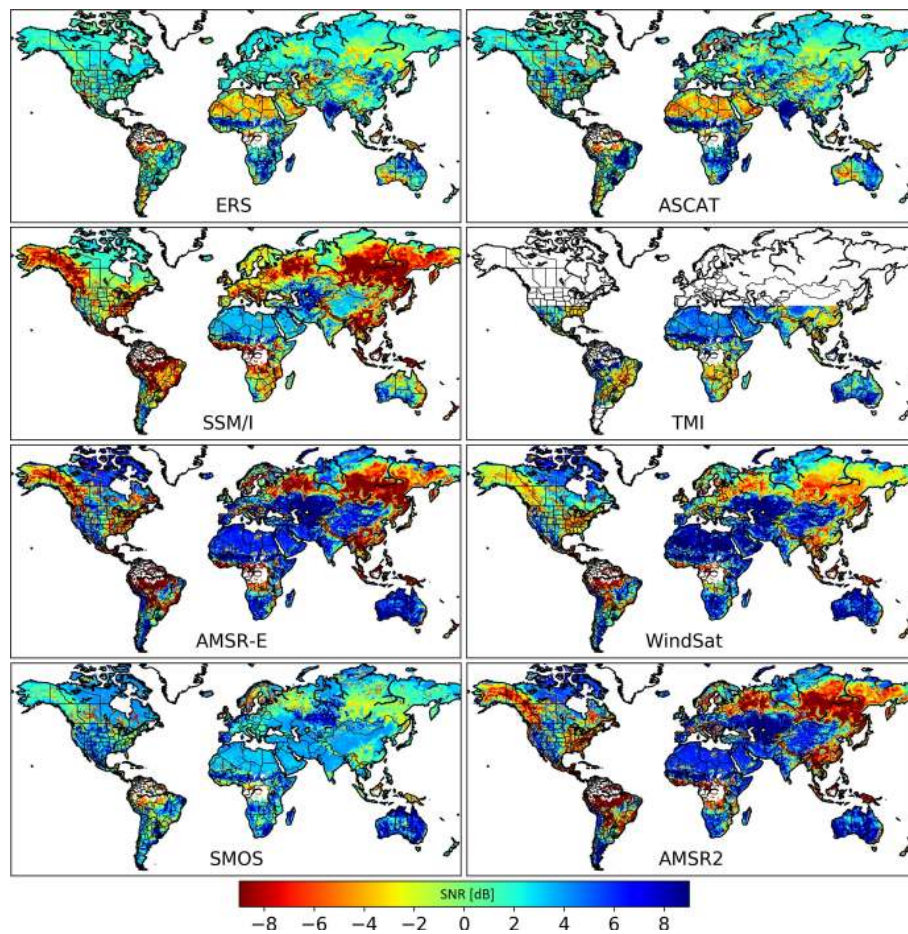 ERS
ASCAT
SSM/I
TMI
AMSR-E
WindSat
SMOS
AMSR2
SNR [dB]
−8 −6 −4 −2 0 2 4 6 8